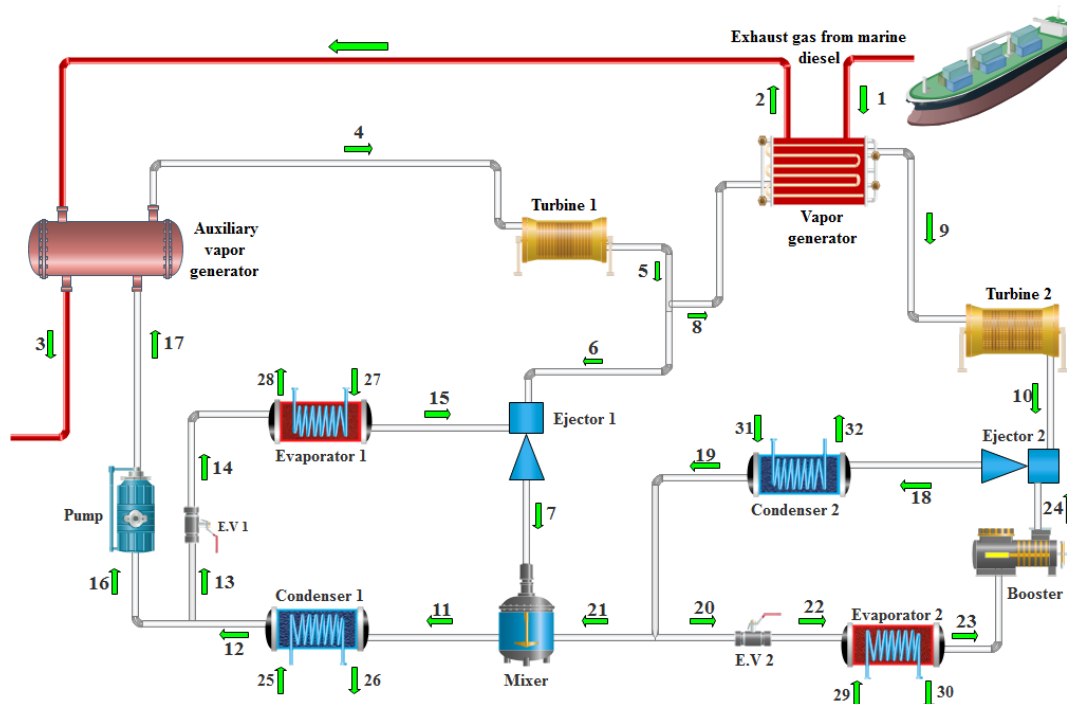 Exhaust gas from marine
diesel
2
1
4
Auxiliary
vapor
generator
Turbine 1
Vapor
generator
9
5
8
Turbine 2
3
17
6
28
27
15
Ejector 1
10
Evaporator 1
31
32
Ejector 2
14
19
18
24
Pump
E.V 1
7
Condenser 2
16
13
Booster
Condenser 1
11
21
20
22
Evaporator 2
23
12
E.V 2
25
26
Mixer
29
30